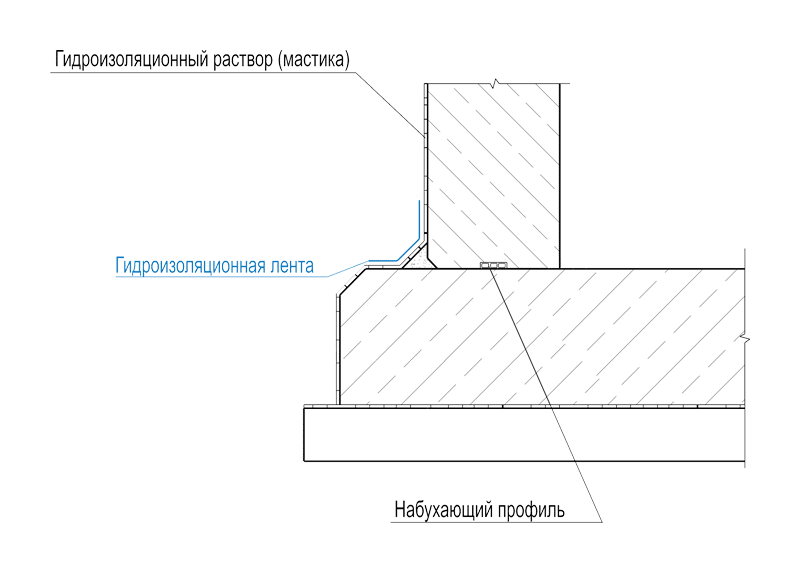 Гидроизоляционный раствор (мастика)
Гидроизоляционная лента
Набухающий профиль